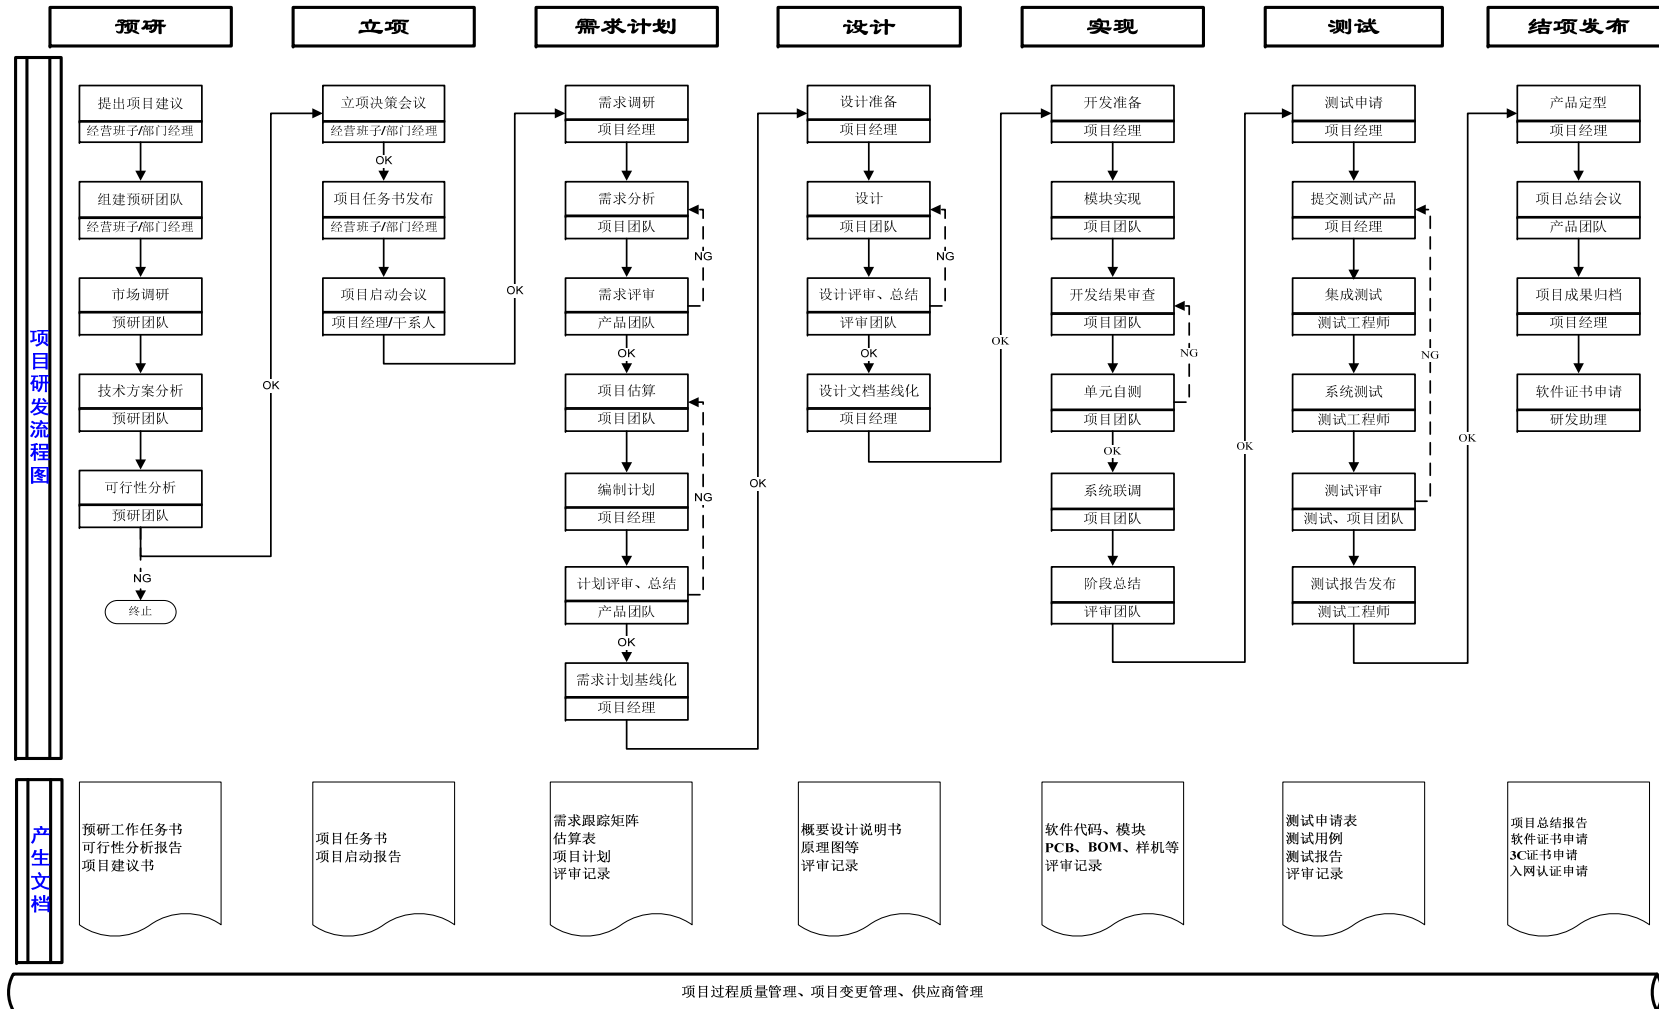 预研
立项
需求计划
设计
实现
测试
结项发布
项目研发流程图
提出项目建议
经营班子/部门经理
组建预研团队
经营班子/部门经理
市场调研
预研团队
技术方案分析
预研团队
可行性分析
预研团队
NG
终止
OK
立项决策会议
经营班子/部门经理
OK
项目任务书发布
经营班子/部门经理
项目启动会议
项目经理/干系人
OK
需求调研
项目经理
需求分析
项目团队
NG
需求评审
产品团队
OK
项目估算
项目团队
编制计划
项目经理
NG
计划评审、总结
产品团队
OK
需求计划基线化
项目经理
OK
设计准备
项目经理
设计
项目团队
NG
设计评审、总结
评审团队
OK
设计文档基线化
项目经理
OK
开发准备
项目经理
模块实现
项目团队
开发结果审查
项目团队
NG
单元自测
项目团队
OK
系统联调
项目团队
阶段总结
评审团队
OK
测试申请
项目经理
提交测试产品
项目经理
集成测试
测试工程师
NG
系统测试
测试工程师
测试评审
测试、项目团队
测试报告发布
测试工程师
OK
产品定型
项目经理
项目总结会议
产品团队
项目成果归档
项目经理
软件证书申请
研发助理
产生文档
预研工作任务书
可行性分析报告
项目建议书
项目任务书
项目启动报告
需求跟踪矩阵
估算表
项目计划
评审记录
概要设计说明书
原理图等
评审记录
软件代码、模块
PCB、BOM、样机等
评审记录
测试申请表
测试用例
测试报告
评审记录
项目总结报告
软件证书申请
3C证书申请
入网认证申请
项目过程质量管理、项目变更管理、供应商管理